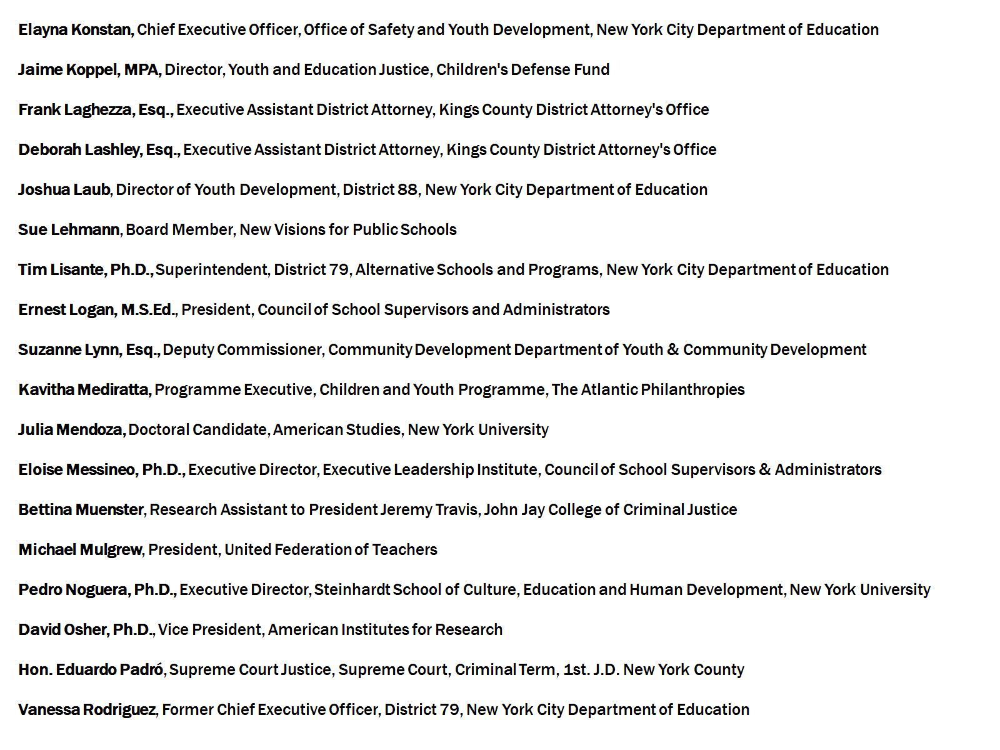 Elayna Konstan, Chief Executive Officer, Office of Safety and Youth Development, New York City Department of Education
Jaime Koppel, MPA, Director, Youth and Education Justice, Children's Defense Fund
Frank Laghezza, Esq., Executive Assistant District Attorney, Kings County District Attorney's Office
Deborah Lashley, Esq., Executive Assistant District Attorney, Kings County District Attorney's Office
Joshua Laub, Director of Youth Development, District 88, New York City Department of Education
Sue Lehmann, Board Member, New Visions for Public Schools
Tim Lisante, Ph.D., Superintendent, District 79, Alternative Schools and Programs, New York City Department of Education
Ernest Logan, M.S.Ed., President, Council of School Supervisors and Administrators
Suzanne Lynn, Esq., Deputy Commissioner, Community Development Department of Youth & Community Development
Kavitha Mediratta, Programme Executive, Children and Youth Programme, The Atlantic Philanthropies
Julia Mendoza, Doctoral Candidate, American Studies, New York University
Eloise Messineo, Ph.D., Executive Director, Executive Leadership Institute, Council of School Supervisors & Administrators
Bettina Muenster, Research Assistant to President Jeremy Travis, John Jay College of Criminal Justice
Michael Mulgrew, President, United Federation of Teachers
Pedro Noguera, Ph.D., Executive Director, Steinhardt School of Culture, Education and Human Development, New York University
David Osher, Ph.D., Vice President, American Institutes for Research
Hon. Eduardo Padró, Supreme Court Justice, Supreme Court, Criminal Term, 1st. J.D. New York County
Vanessa Rodriguez, Former Chief Executive Officer, District 79, New York City Department of Education